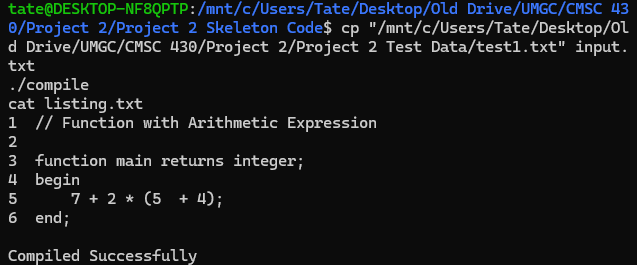 tate@DESKTOP-NF8QPTP:/mnt/c/Users/Tate/Desktop/Old Drive/UMGC/CMSC 43
0/Project 2/Project 2 Skeleton Code$ cp "/mnt/c/Users/Tate/Desktop/Ol
d Drive/UMGC/CMSC 430/Project 2/Project 2 Test Data/test1.txt" input.
txt
./compile
cat listing.txt
1  // Function with Arithmetic Expression
2
3  function main returns integer;
4  begin
5      7 + 2 * (5  + 4);
6  end;

Compiled Successfully